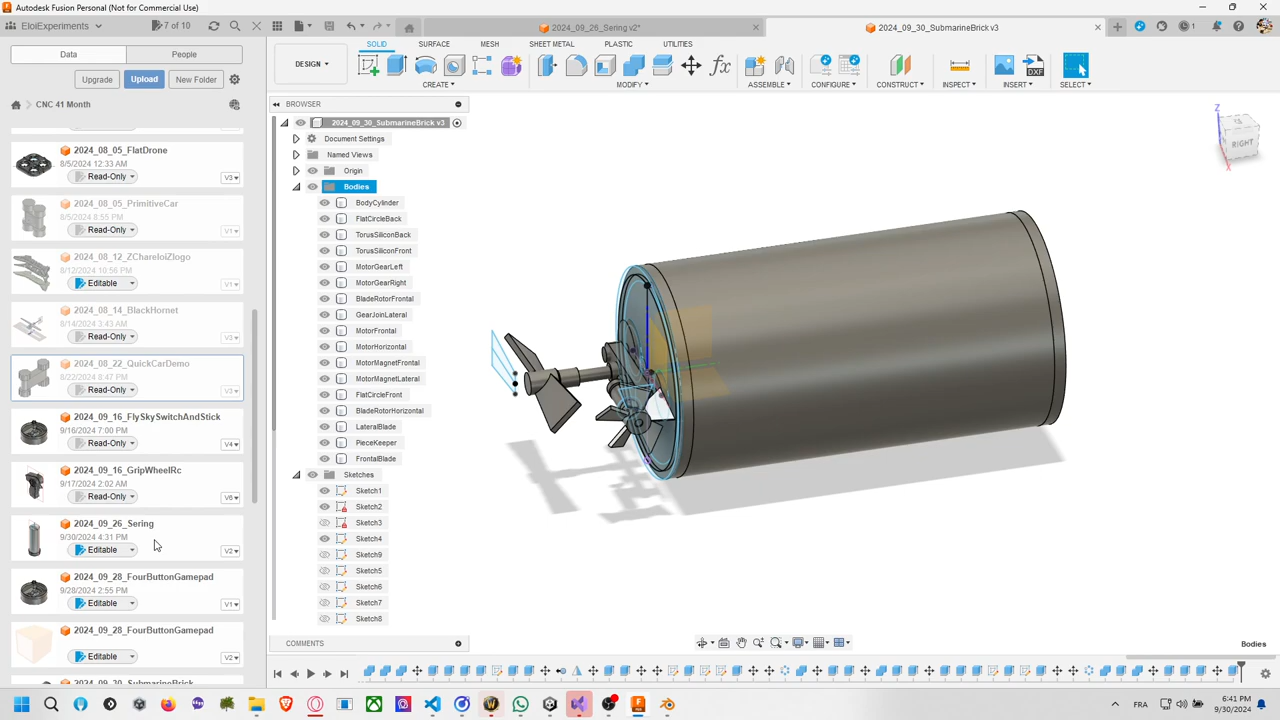 Autodesk Fusion Personal (Not for Commercial Use)
EloiExperiments
7 of 10
2024_09_26_Sering v2*
2024_09_30_SubmarineBrick v3
1
Data
People
Upgrade
Upload
New Folder
CNC 41 Month
DESIGN
SOLID
SURFACE
MESH
SHEET METAL
PLASTIC
UTILITIES
CREATE
MODIFY
ASSEMBLE
CONFIGURE
CONSTRUCT
INSPECT
INSERT
SELECT
2024_08_05_FlatDrone
8/5/2024 12:33 AM
Read-Only
V3
2024_08_05_PrimitiveCar
8/5/2024 8:55 PM
Read-Only
V1
2024_08_12_ZChareloiZlogo
8/12/2024 10:56 PM
Editable
V1
2024_08_14_BlackHornet
8/14/2024 3:43 AM
Read-Only
2024_08_22_QuickCarDemo
8/22/2024 8:47 PM
Read-Only
V3
2024_09_16_FlySkySwitchAndStick
9/16/2024 7:00 PM
Read-Only
V4
2024_09_16_GripWheelRc
9/17/2024 2:02 AM
Read-Only
V6
2024_09_26_Sering
9/30/2024 4:31 PM
Editable
V2
2024_09_28_FourButtonGamepad
9/28/2024 2:55 PM
Editable
V1
2024_09_28_FourButtonGamepad
Editable
V2
BROWSER
2024_09_30_SubmarineBrick v3
Document Settings
Named Views
Origin
Bodies
BodyCylinder
FlatCircleBack
TorusSiliconBack
TorusSiliconFront
MotorGearLeft
MotorGearRight
BladeRotorFrontal
GearJoinLateral
MotorFrontal
MotorHorizontal
MotorMagnetFrontal
MotorMagnetLateral
FlatCircleFront
BladeRotorHorizontal
LateralBlade
PieceKeeper
FrontalBlade
Sketches
Sketch1
Sketch2
Sketch3
Sketch4
Sketch9
Sketch5
Sketch6
Sketch7
Sketch8
COMMENTS
Z
RIGHT
X
Bodies
FRA
6:41 PM
9/30/2024